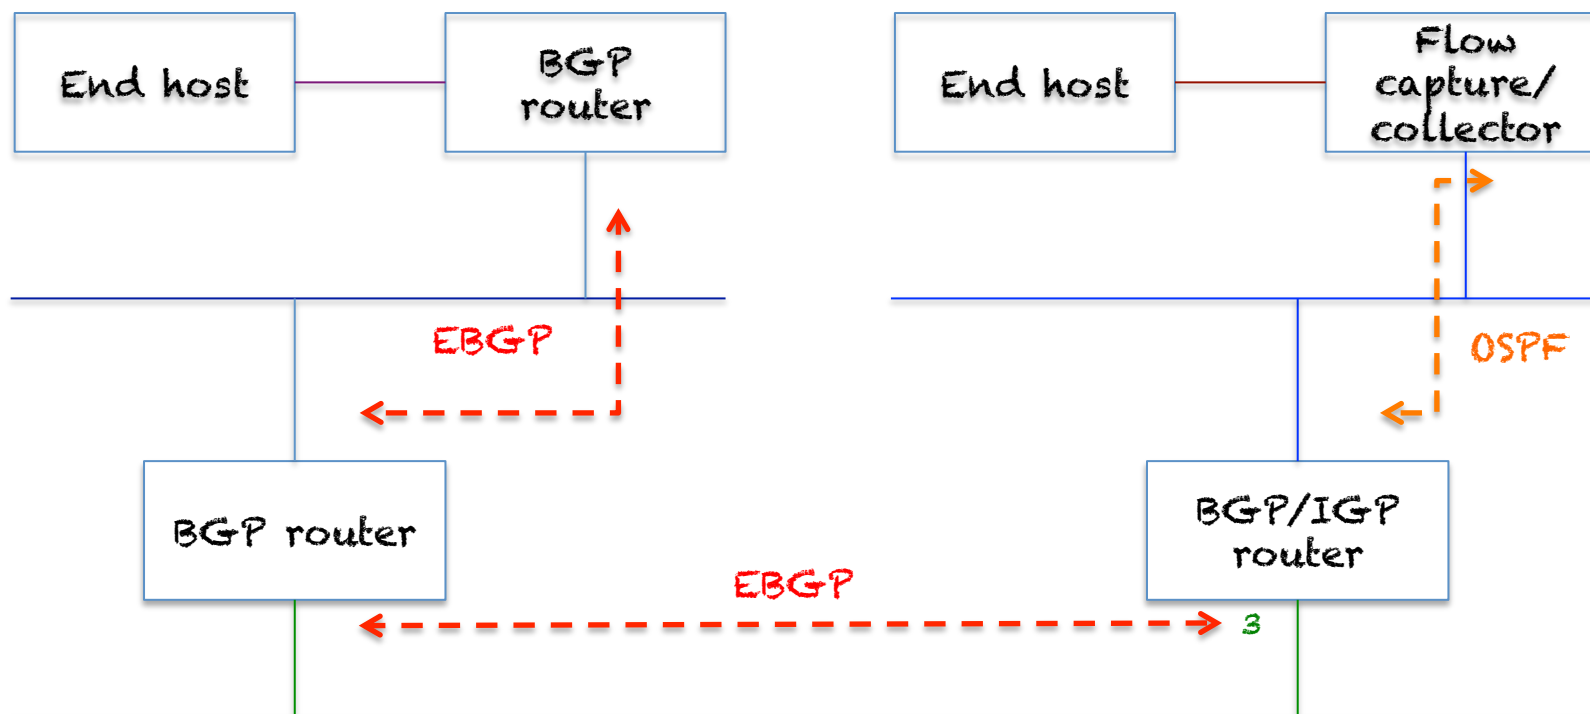 End host
BGP
router
End host
Flow
capture/
collector
EBGP
OSPF
BGP router
BGP/IGP
router
EBGP
3